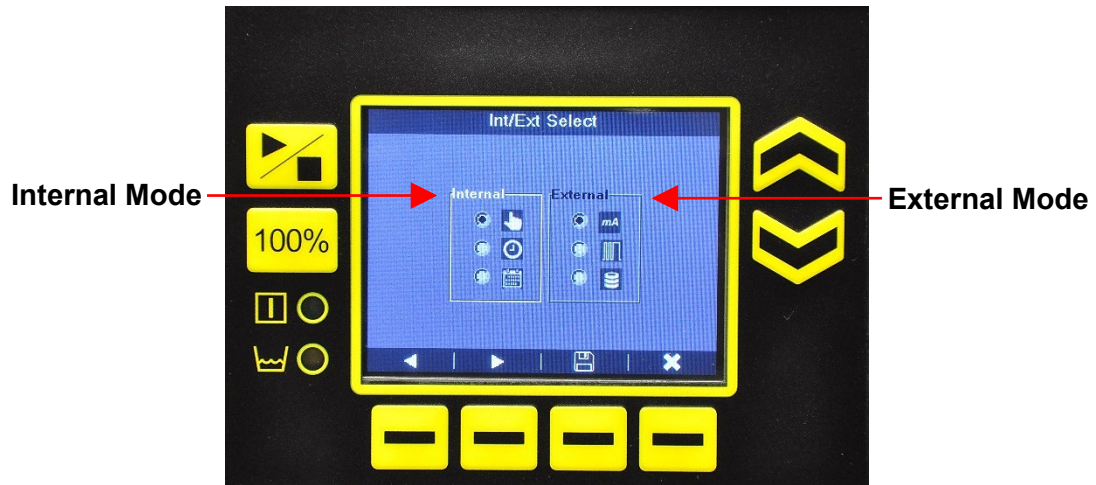 Int/Ext Select
Internal Mode
Internal
External
External Mode
mA
100%